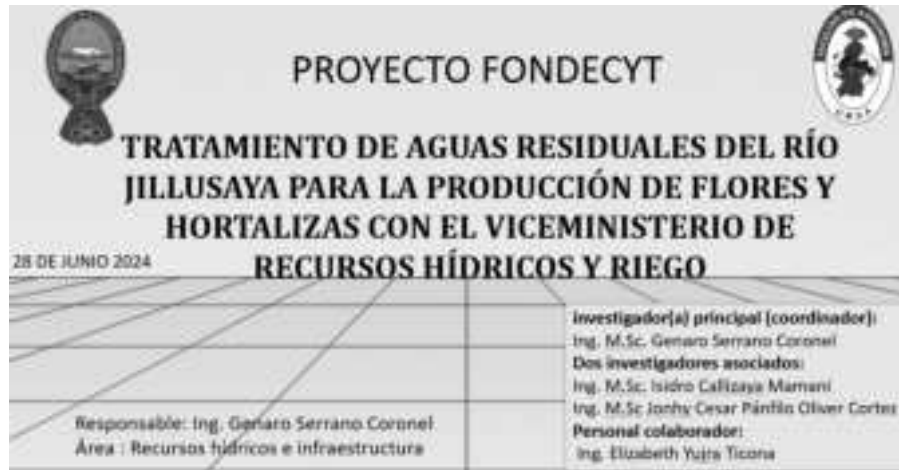 PROYECTO FONDECYT
TRATAMIENTO DE AGUAS RESIDUALES DEL RÍO
JILLUSAYA PARA LA PRODUCCIÓN DE FLORES Y
HORTALIZAS CON EL VICEMINISTERIO DE
RECURSOS HÍDRICOS Y RIEGO
28 DE JUNIO 2024
investigador(a) principal (coordinador):
Ing. M.Sc. Genaro Serrano Coronel
Dos investigadores asociados:
Ing. M.Sc. Isidro Callizaya Mamani
Ing. M.Sc Jonhy Cesar Pánfilo Oliver Cortez
Personal colaborador:
Ing. Elizabeth Yujra Ticona
Responsable: Ing. Genaro Serrano Coronel
Área : Recursos hídricos e infraestructura